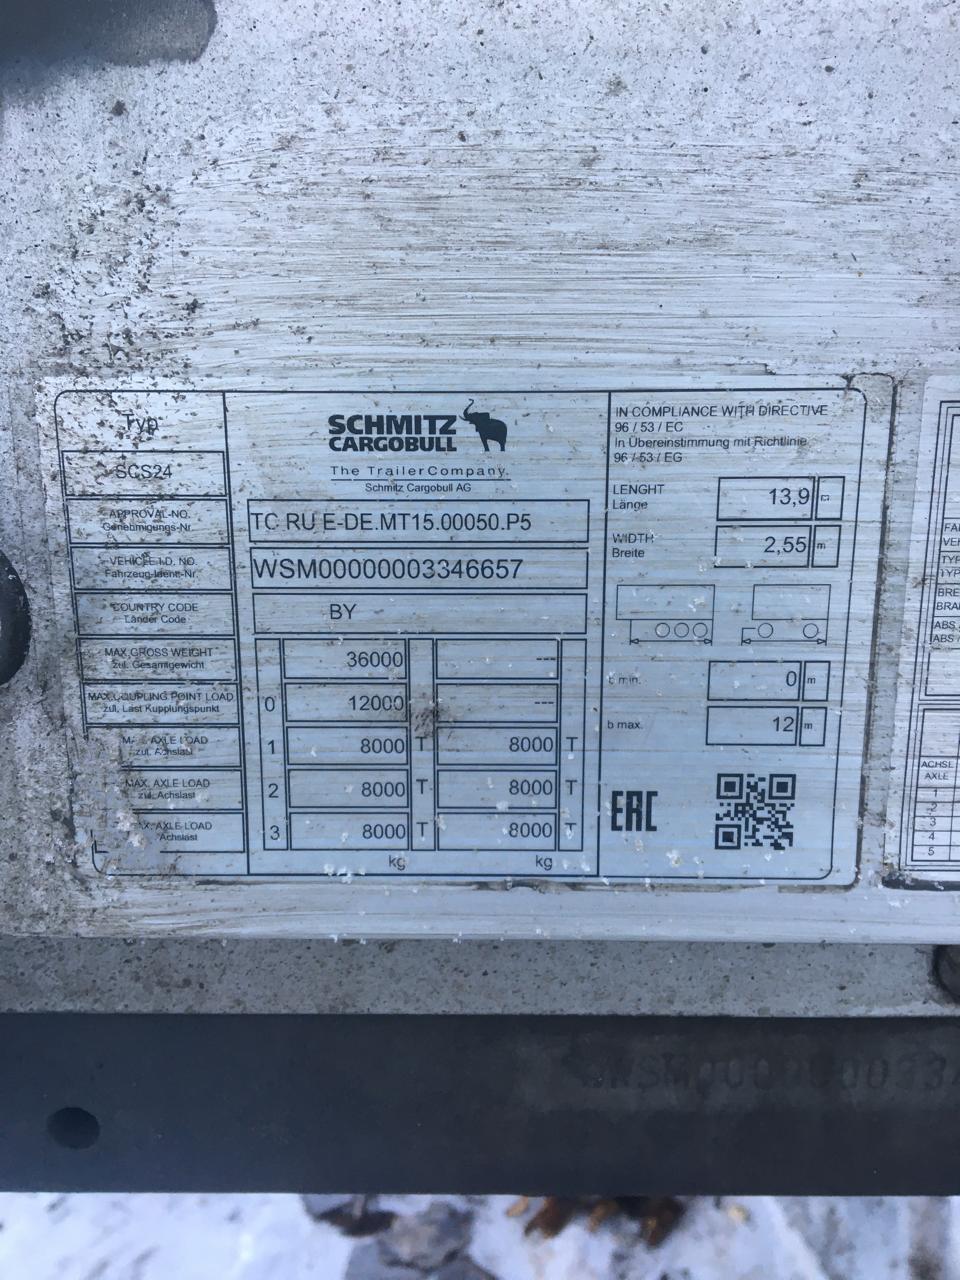 Typ
SCS24
SCHMITZ
CARGOBULL
The Trailer Company.
Schmitz Cargobull AG
APPROVAL-NO.
Genehmigungs-Nr.
TC RU E-DE.MT15.00050.P5
VEHICLE I.D. NO.
Fahrzeug-Ident-Nr.
WSM00000003346657
COUNTRY CODE
Länder Code
BY
MAX.GROSS WEIGHT
zul. Gesamtgewicht
36000 ---
MAX.COUPLING POINT LOAD
zul. Last Kupplungspunkt
0 12000 ---
MAX. AXLE LOAD
zul. Achslast
1 8000 T 8000 T
MAX. AXLE LOAD
zul. Achslast
2 8000 T 8000 T
MAX. AXLE LOAD
Achslast
3 8000 T 8000 T
kg kg
IN COMPLIANCE WITH DIRECTIVE
96 / 53 / EC
In Übereinstimmung mit Richtlinie
96 / 53 / EG
LENGHT
Länge
13,9 m
WIDTH
Breite
2,55 m
b min. 0 m
b max. 12 m
EAC
ACHSE
AXLE
1
2
3
4
5